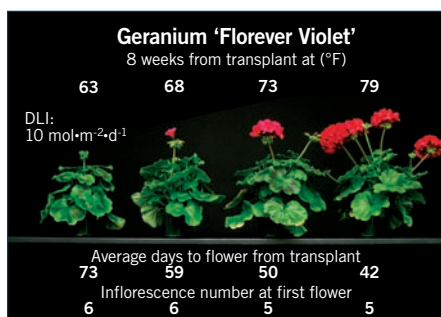 Geranium ‘Florever Violet’
8 weeks from transplant at (°F)
63 68 73 79
DLI:
10 mol•m⁻²•d⁻¹
Average days to flower from transplant
73 59 50 42
Inflorescence number at first flower
6 6 5 5